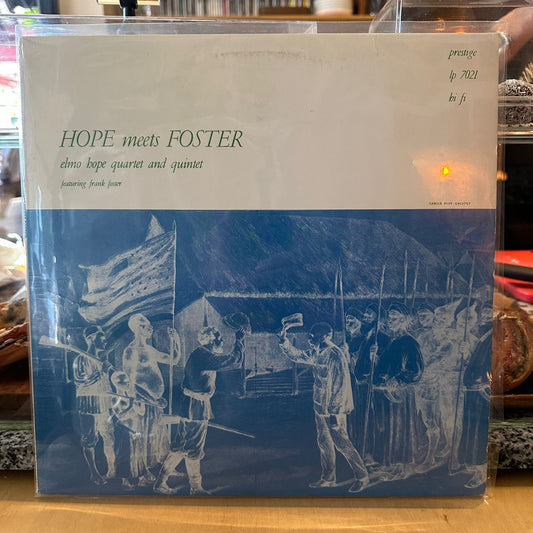 prestige
lp 7021
hi fi
HOPE meets FOSTER
elmo hope quartet and quintet
featuring frank foster